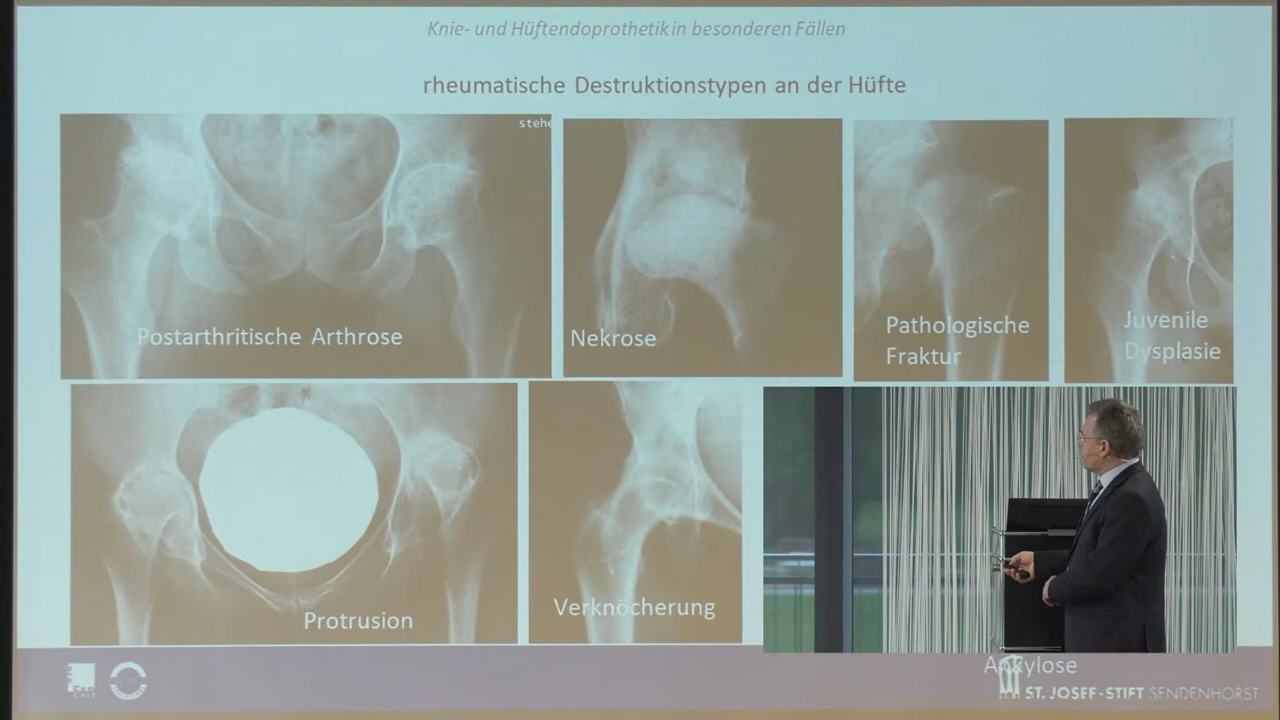 Knie- und Hüftendoprothetik in besonderen Fällen
rheumatische Destruktionstypen an der Hüfte
stehe
Postarthritische Arthrose
Nekrose
Pathologische
Fraktur
Juvenile
Dysplasie
Protrusion
Verknöcherung
Ankylose
ST. JOSEF-STIFT SENDENHORST